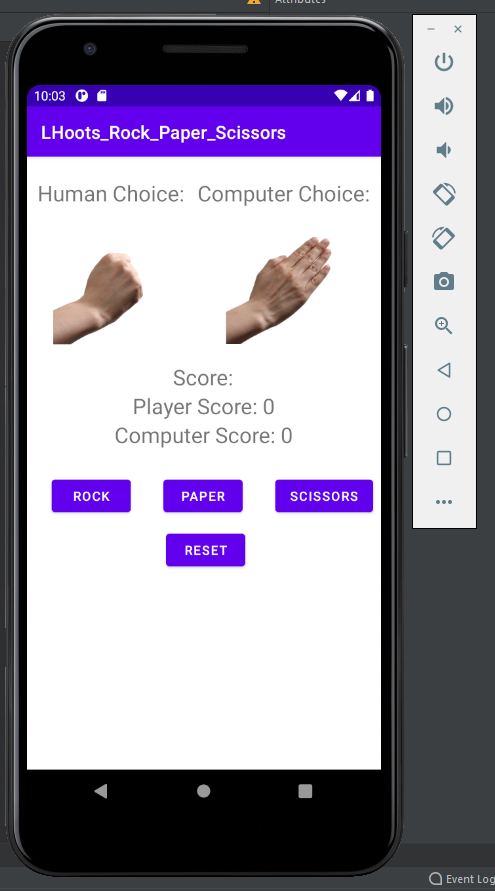 Attributes
10:03
LHoots_Rock_Paper_Scissors
Human Choice: Computer Choice:
Score:
Player Score: 0
Computer Score: 0
ROCK PAPER SCISSORS
RESET
Event Log